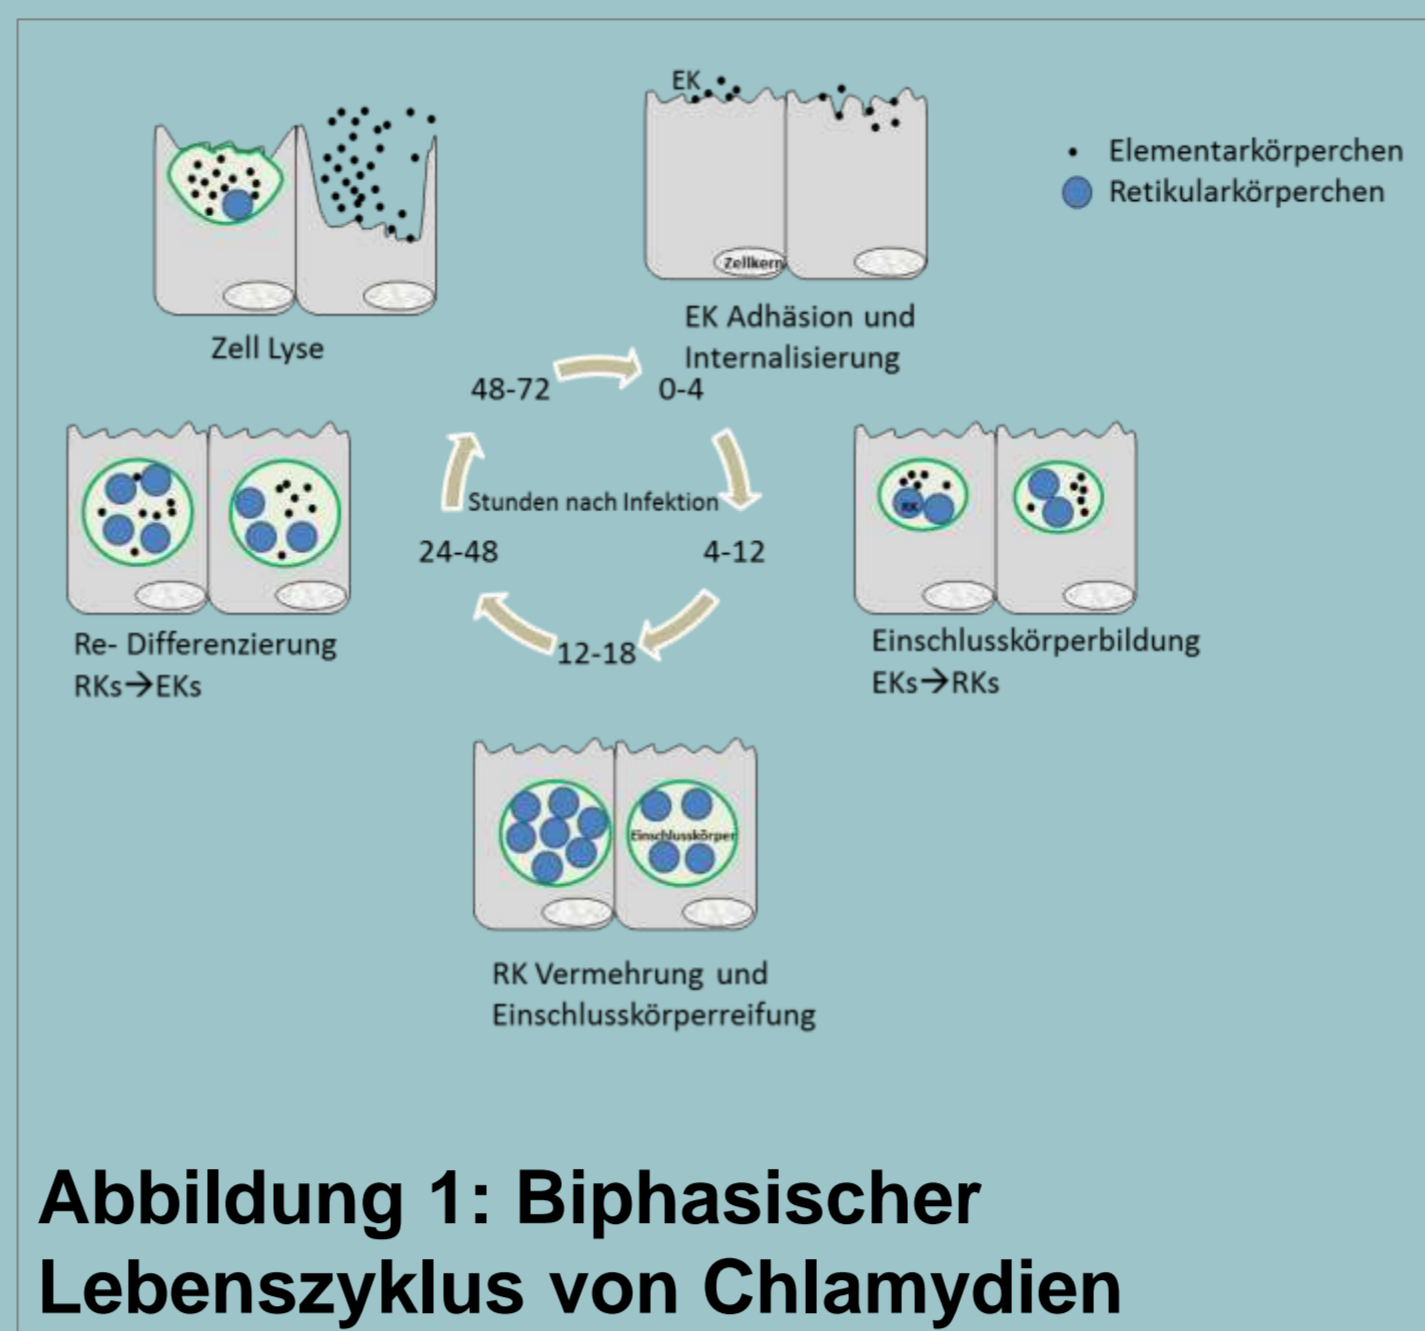 EK
Zellkern
Elementarkörperchen
Retikularkörperchen
EK Adhäsion und
Internalisierung
Zell Lyse
48-72
0-4
Stunden nach Infektion
24-48
4-12
12-18
RK
Einschlusskörperbildung
EKs→RKs
Re- Differenzierung
RKs→EKs
Einschlusskörper
RK Vermehrung und
Einschlusskörperreifung
Abbildung 1: Biphasischer
Lebenszyklus von Chlamydien